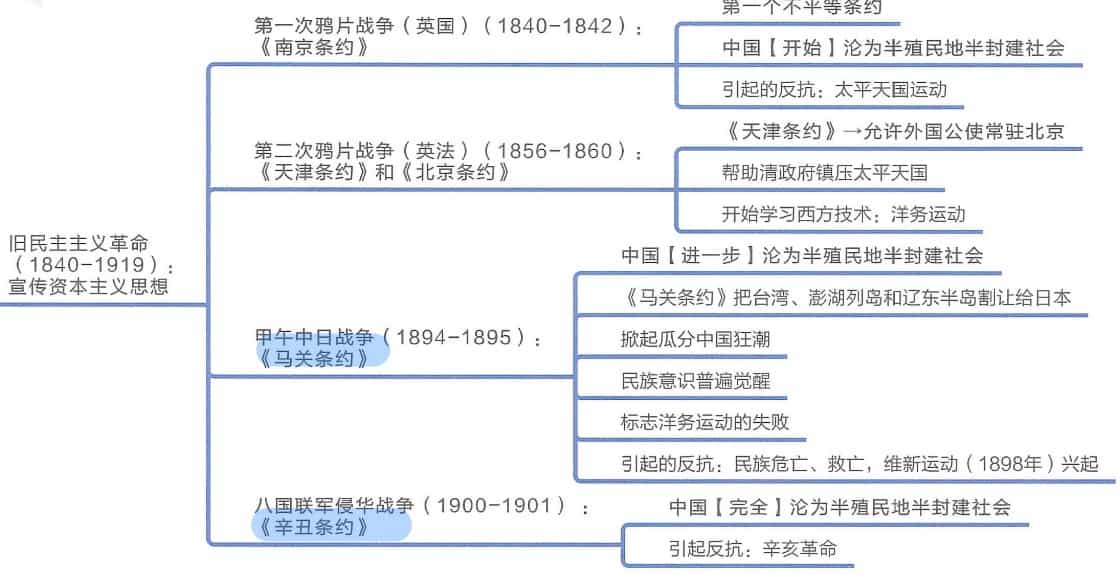 旧民主主义革命
（1840-1919）：
宣传资本主义思想
第一次鸦片战争（英国）（1840-1842）：
《南京条约》
第一个不平等条约
中国【开始】沦为半殖民地半封建社会
引起的反抗：太平天国运动
第二次鸦片战争（英法）（1856-1860）：
《天津条约》和《北京条约》
《天津条约》→允许外国公使常驻北京
帮助清政府镇压太平天国
开始学习西方技术：洋务运动
甲午中日战争（1894-1895）：
《马关条约》
中国【进一步】沦为半殖民地半封建社会
《马关条约》把台湾、澎湖列岛和辽东半岛割让给日本
掀起瓜分中国狂潮
民族意识普遍觉醒
标志洋务运动的失败
引起的反抗：民族危亡、救亡，维新运动（1898年）兴起
八国联军侵华战争（1900-1901）：
《辛丑条约》
中国【完全】沦为半殖民地半封建社会
引起反抗：辛亥革命